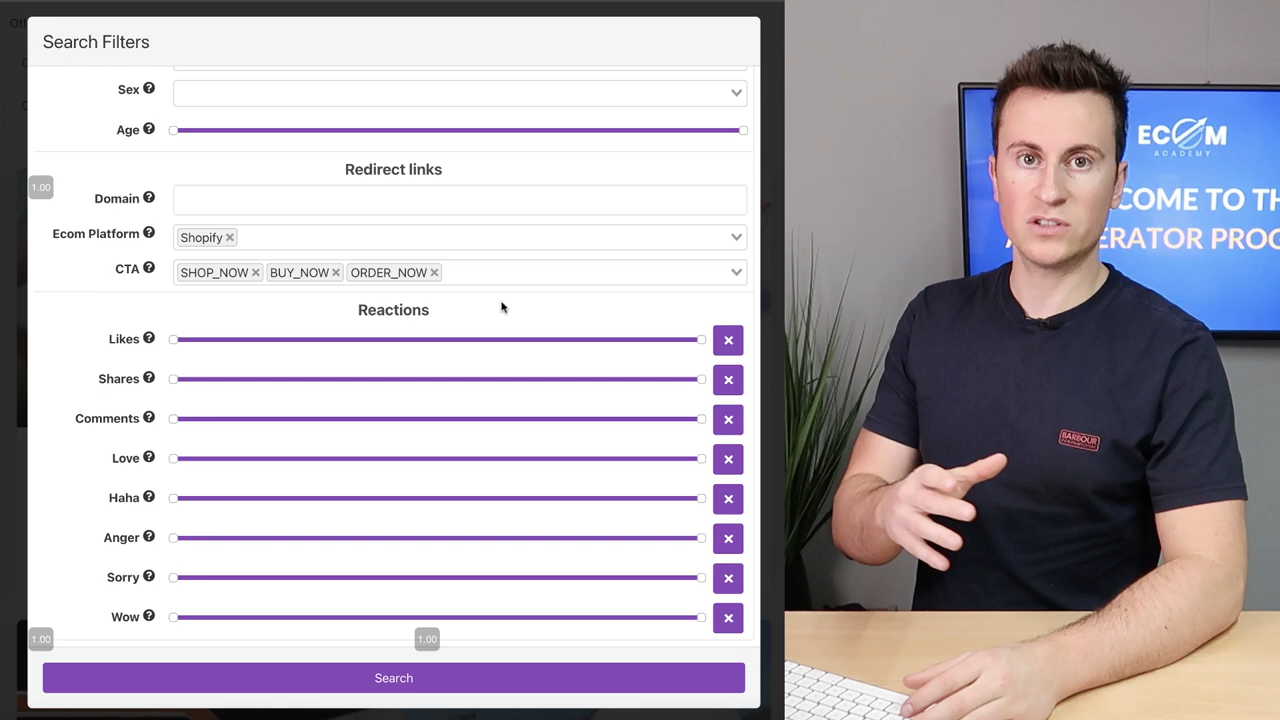 Search Filters
Sex
Age
Redirect links
1.00
Domain
Ecom Platform
Shopify
CTA
SHOP_NOW
BUY_NOW
ORDER_NOW
Reactions
Likes
Shares
Comments
Love
Haha
Anger
Sorry
Wow
1.00
1.00
Search
ECOM
ACADEMY
COME TO TH
ERATOR PROG
BARBOUR